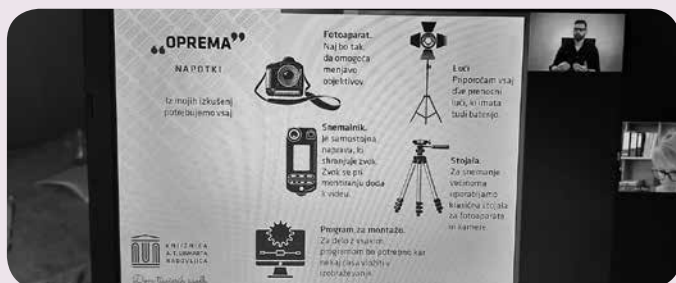 „OPREMA”
NAPOTKI
Iz mojih izkušenj
potrebujemo vsaj
Fotoaparat.
Naj bo tak,
da omogoča
menjavo
objektivov.
Luči
Priporočam vsaj
dve prenosni
luči, ki imata
tudi baterijo.
Snemalnik.
je samostojna
naprava, ki
shranjuje zvok.
Zvok se pri
montiranju doda
k videu.
Stojala.
Za snemanje
večinoma
uporabljamo
klasična stojala
za fotoaparate
in kamere.
Program za montažo.
Za delo z vsakim
programom bo potrebno kar
nekaj časa vložiti v
izobraževanje.
KNJIŽNICA
A. T. LINHARTA
RADOVLJICA